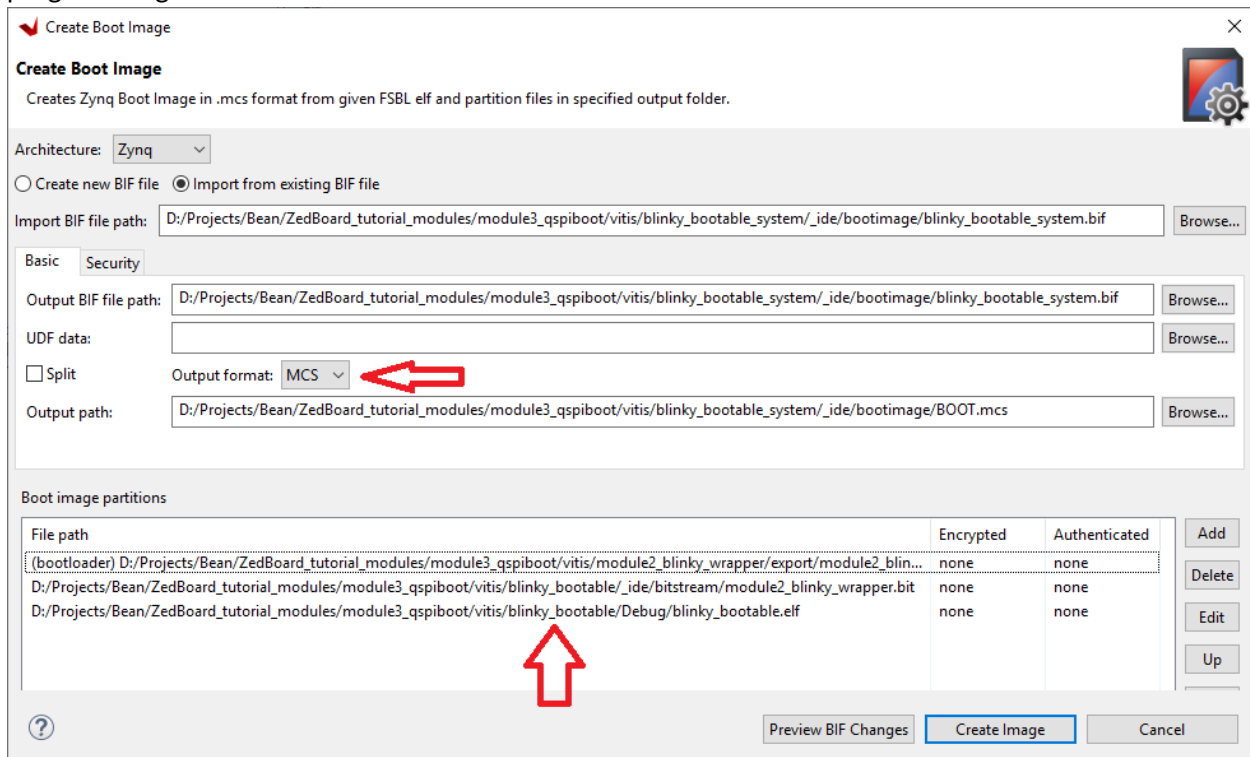 Create Boot Image
Create Boot Image
Creates Zynq Boot Image in .mcs format from given FSBL elf and partition files in specified output folder.
Architecture: Zynq
Create new BIF file Import from existing BIF file
Import BIF file path: D:/Projects/Bean/ZedBoard_tutorial_modules/module3_qspiboot/vitis/blinky_bootable_system/_ide/bootimage/blinky_bootable_system.bif Browse...
Basic Security
Output BIF file path: D:/Projects/Bean/ZedBoard_tutorial_modules/module3_qspiboot/vitis/blinky_bootable_system/_ide/bootimage/blinky_bootable_system.bif Browse...
UDF data: Browse...
Split Output format: MCS
Output path: D:/Projects/Bean/ZedBoard_tutorial_modules/module3_qspiboot/vitis/blinky_bootable_system/_ide/bootimage/BOOT.mcs Browse...
Boot image partitions
File path Encrypted Authenticated Add
(bootloader) D:/Projects/Bean/ZedBoard_tutorial_modules/module3_qspiboot/vitis/module2_blinky_wrapper/export/module2_blin... none none
D:/Projects/Bean/ZedBoard_tutorial_modules/module3_qspiboot/vitis/blinky_bootable/_ide/bitstream/module2_blinky_wrapper.bit none none Delete
D:/Projects/Bean/ZedBoard_tutorial_modules/module3_qspiboot/vitis/blinky_bootable/Debug/blinky_bootable.elf none none Edit
Up
? Preview BIF Changes Create Image Cancel